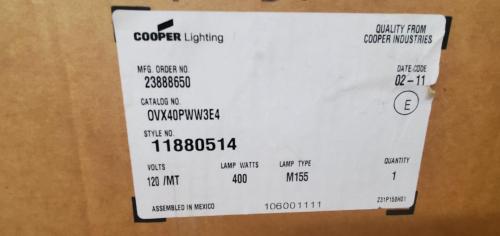 COOPER Lighting
QUALITY FROM
COOPER INDUSTRIES
MFG. ORDER NO.
23888650
DATE-CODE
02-11
CATALOG NO.
OVX40PWW3E4
E
STYLE NO.
11880514
VOLTS LAMP WATTS LAMP TYPE QUANTITY
120/MT 400 M155 1
ASSEMBLED IN MEXICO 106001111 Z31P158H01